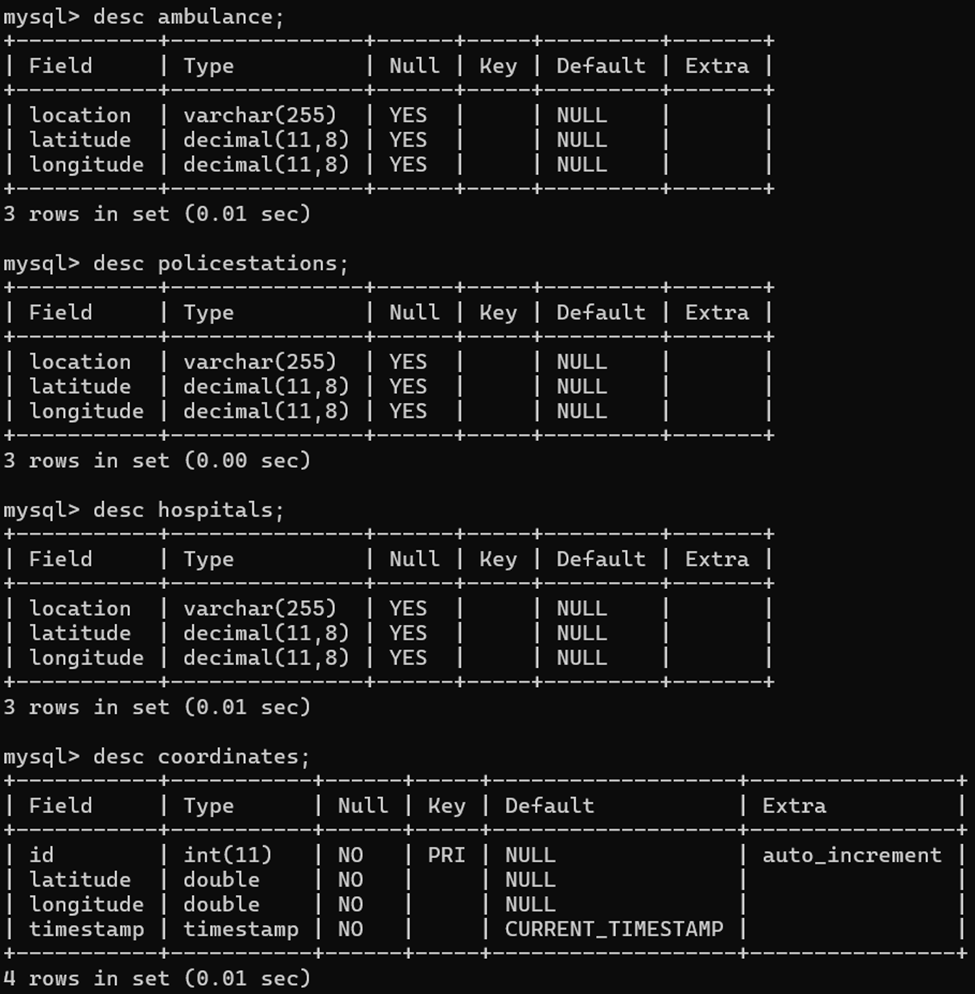 mysql> desc ambulance;
+-----------+---------------+------+-----+---------+-------+
| Field     | Type          | Null | Key | Default | Extra |
+-----------+---------------+------+-----+---------+-------+
| location  | varchar(255)  | YES  |     | NULL    |       |
| latitude  | decimal(11,8) | YES  |     | NULL    |       |
| longitude | decimal(11,8) | YES  |     | NULL    |       |
+-----------+---------------+------+-----+---------+-------+
3 rows in set (0.01 sec)

mysql> desc policestations;
+-----------+---------------+------+-----+---------+-------+
| Field     | Type          | Null | Key | Default | Extra |
+-----------+---------------+------+-----+---------+-------+
| location  | varchar(255)  | YES  |     | NULL    |       |
| latitude  | decimal(11,8) | YES  |     | NULL    |       |
| longitude | decimal(11,8) | YES  |     | NULL    |       |
+-----------+---------------+------+-----+---------+-------+
3 rows in set (0.00 sec)

mysql> desc hospitals;
+-----------+---------------+------+-----+---------+-------+
| Field     | Type          | Null | Key | Default | Extra |
+-----------+---------------+------+-----+---------+-------+
| location  | varchar(255)  | YES  |     | NULL    |       |
| latitude  | decimal(11,8) | YES  |     | NULL    |       |
| longitude | decimal(11,8) | YES  |     | NULL    |       |
+-----------+---------------+------+-----+---------+-------+
3 rows in set (0.01 sec)

mysql> desc coordinates;
+-----------+-----------+------+-----+-------------------+----------------+
| Field     | Type      | Null | Key | Default           | Extra          |
+-----------+-----------+------+-----+-------------------+----------------+
| id        | int(11)   | NO   | PRI | NULL              | auto_increment |
| latitude  | double    | NO   |     | NULL              |                |
| longitude | double    | NO   |     | NULL              |                |
| timestamp | timestamp | NO   |     | CURRENT_TIMESTAMP |                |
+-----------+-----------+------+-----+-------------------+----------------+
4 rows in set (0.01 sec)